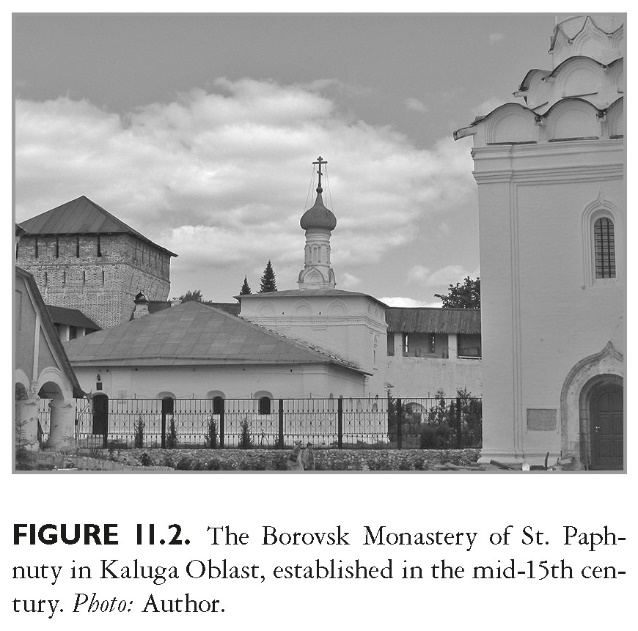 FIGURE 11.2. The Borovsk Monastery of St. Paph-
nuty in Kaluga Oblast, established in the mid-15th cen-
tury. Photo: Author.